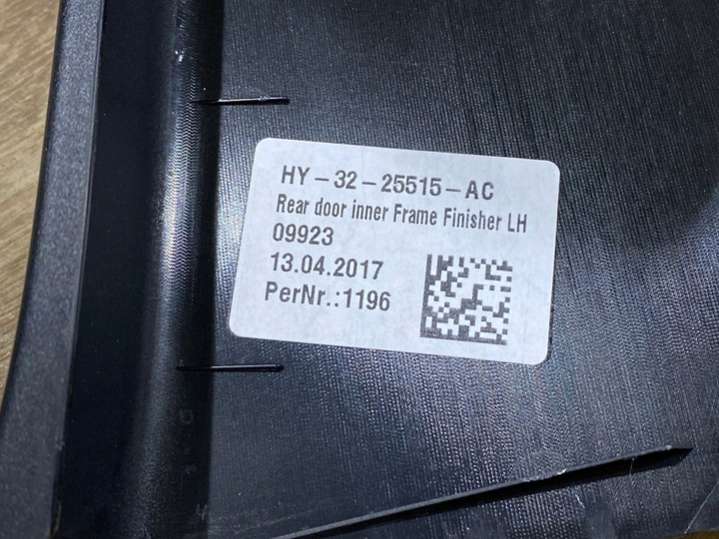 HY-32-25515-AC
Rear door inner Frame Finisher LH
09923
13.04.2017
PerNr.:1196